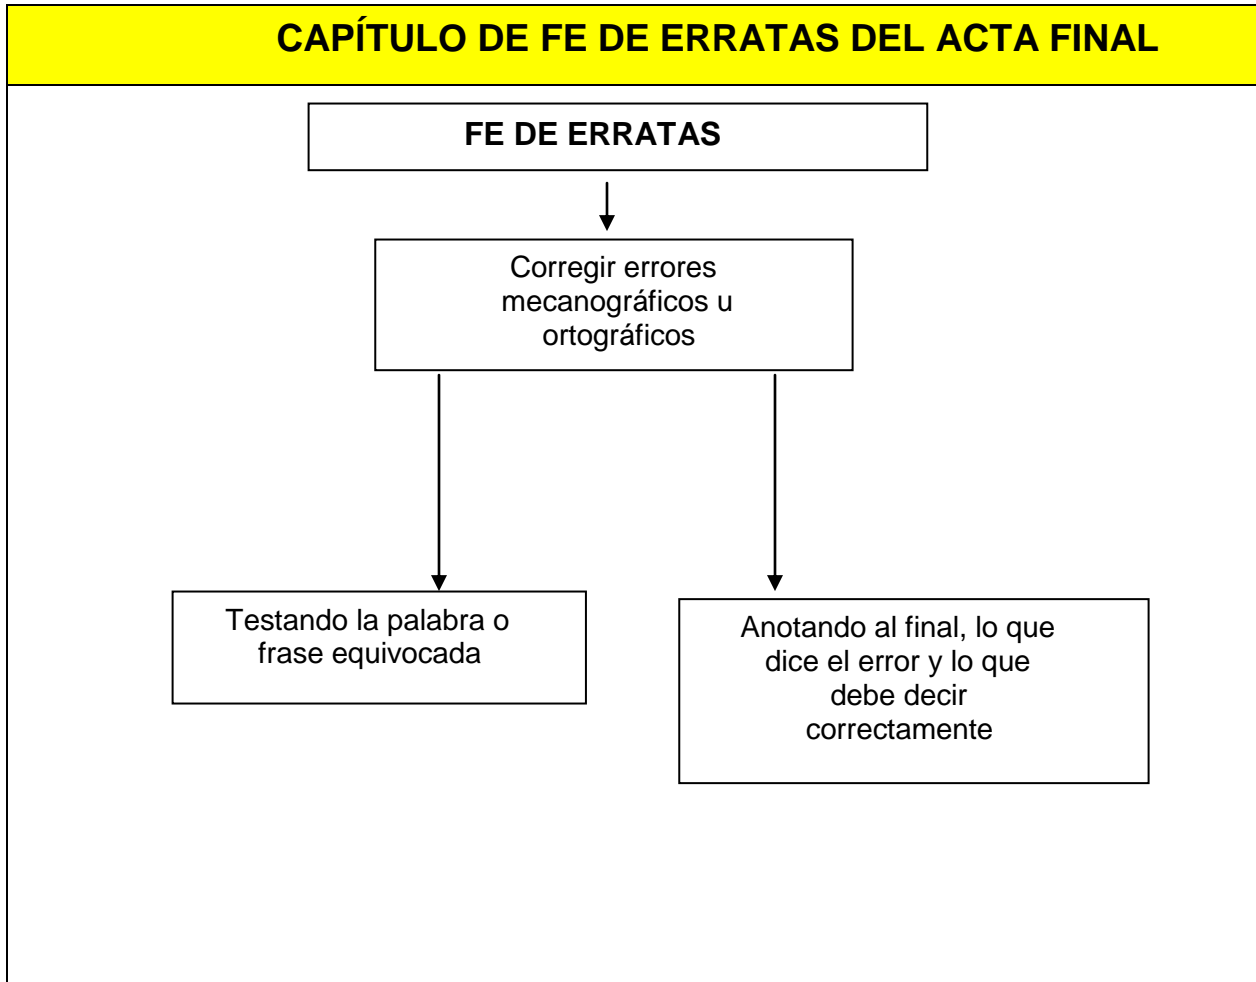 CAPÍTULO DE FE DE ERRATAS DEL ACTA FINAL
FE DE ERRATAS
Corregir errores
mecanográficos u
ortográficos
Testando la palabra o
frase equivocada
Anotando al final, lo que
dice el error y lo que
debe decir
correctamente